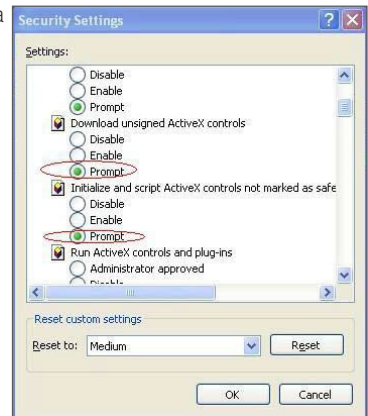 a
Security Settings
Settings:
Disable
Enable
Prompt
Download unsigned ActiveX controls
Disable
Enable
Prompt
Initialize and script ActiveX controls not marked as safe
Disable
Enable
Prompt
Run ActiveX controls and plug-ins
Administrator approved
Disable
Reset custom settings
Reset to: Medium Reset
OK Cancel